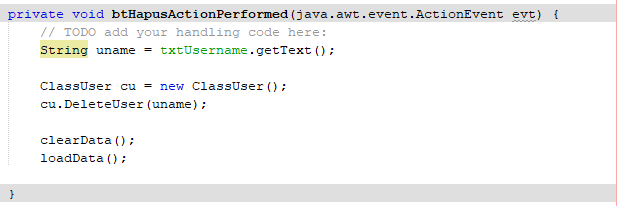 private void btHapusActionPerformed(java.awt.event.ActionEvent evt) {
// TODO add your handling code here:
String uname = txtUsername.getText();
ClassUser cu = new ClassUser();
cu.DeleteUser(uname);
clearData();
loadData();
}